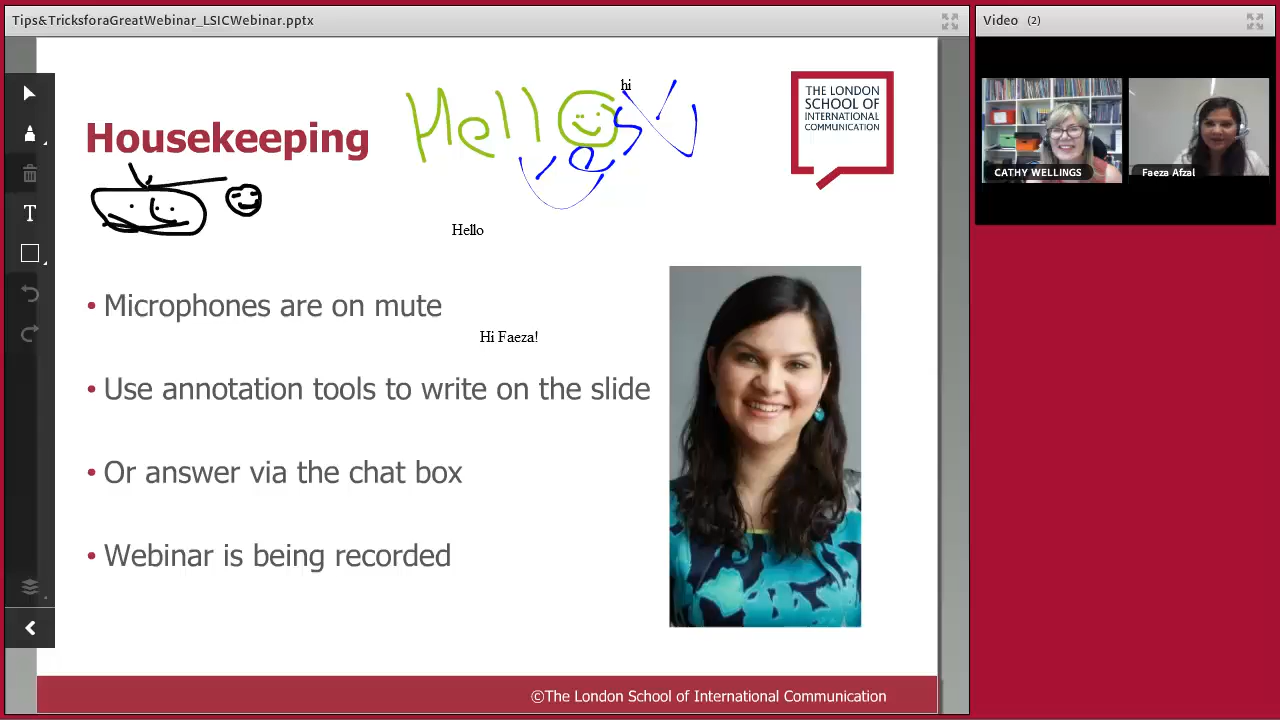 Tips&TricksforaGreatWebinar_LSICWebinar.pptx
Video (2)
hi
Hello
THE LONDON
SCHOOL OF
INTERNATIONAL
COMMUNICATION
Housekeeping
CATHY WELLINGS
Faeza Afzal
T
Hello
• Microphones are on mute
Hi Faeza!
• Use annotation tools to write on the slide
• Or answer via the chat box
• Webinar is being recorded
©The London School of International Communication